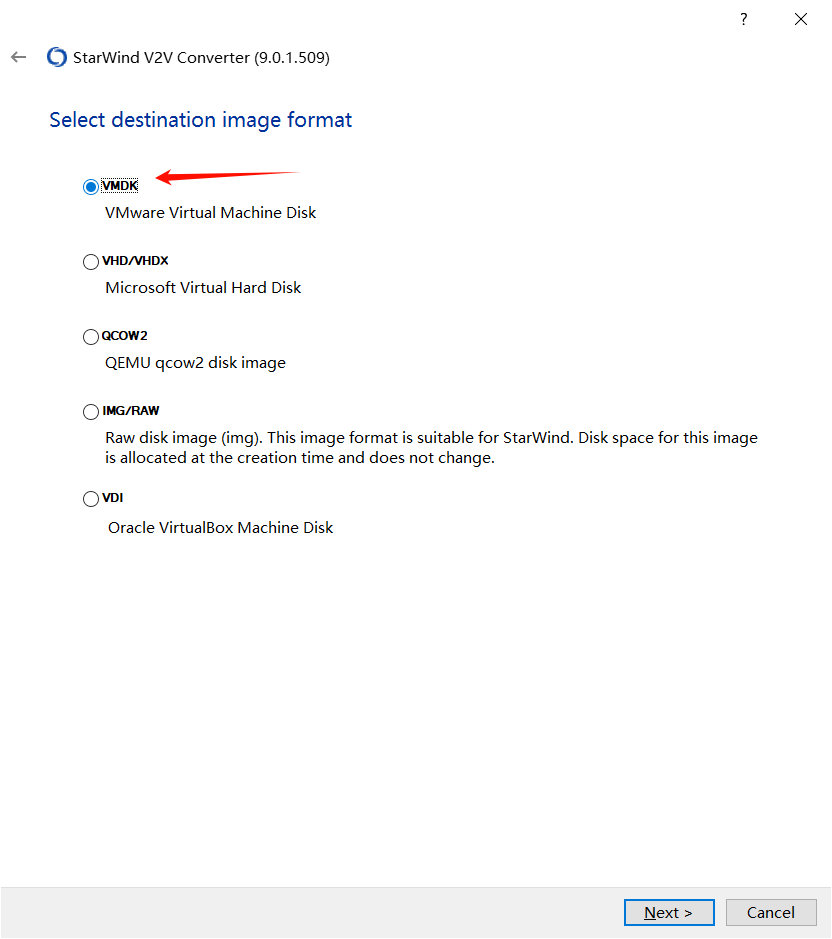 ?
StarWind V2V Converter (9.0.1.509)
Select destination image format
VMDK
VMware Virtual Machine Disk
VHD/VHDX
Microsoft Virtual Hard Disk
QCOW2
QEMU qcow2 disk image
IMG/RAW
Raw disk image (img). This image format is suitable for StarWind. Disk space for this image
is allocated at the creation time and does not change.
VDI
Oracle VirtualBox Machine Disk
Next > Cancel